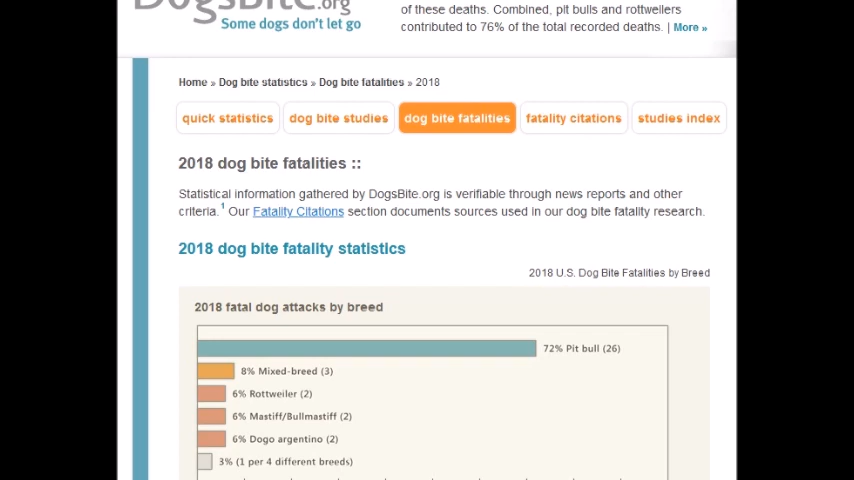 DogsBite.org
Some dogs don't let go
of these deaths. Combined, pit bulls and rottweilers
contributed to 76% of the total recorded deaths. | More »
Home » Dog bite statistics » Dog bite fatalities » 2018
quick statistics
dog bite studies
dog bite fatalities
fatality citations
studies index
2018 dog bite fatalities ::
Statistical information gathered by DogsBite.org is verifiable through news reports and other
criteria.1 Our Fatality Citations section documents sources used in our dog bite fatality research.
2018 dog bite fatality statistics
2018 U.S. Dog Bite Fatalities by Breed
2018 fatal dog attacks by breed
72% Pit bull (26)
8% Mixed-breed (3)
6% Rottweiler (2)
6% Mastiff/Bullmastiff (2)
6% Dogo argentino (2)
3% (1 per 4 different breeds)